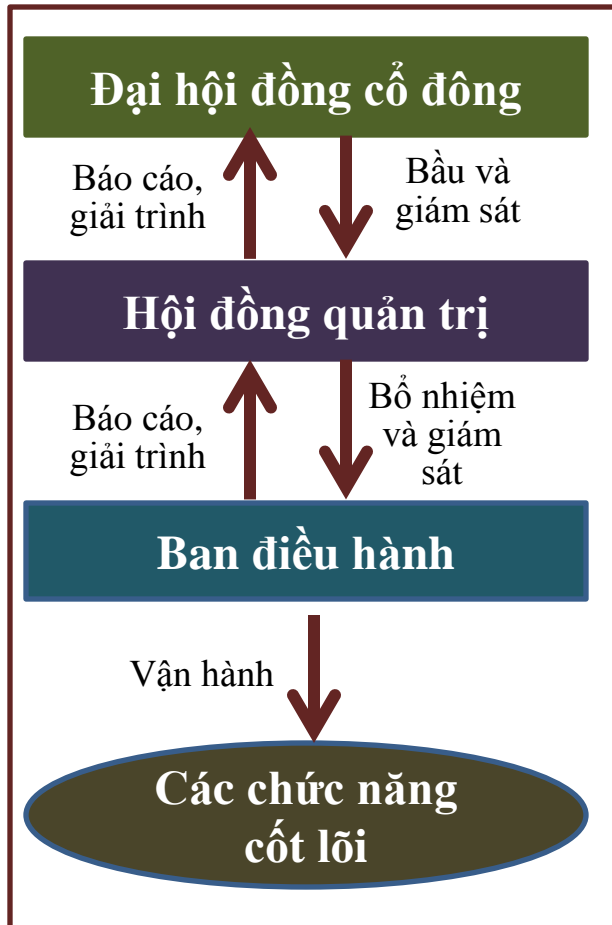 Đại hội đồng cổ đông
Báo cáo,
giải trình
Bầu và
giám sát
Hội đồng quản trị
Báo cáo,
giải trình
Bổ nhiệm
và giám
sát
Ban điều hành
Vận hành
Các chức năng
cốt lõi